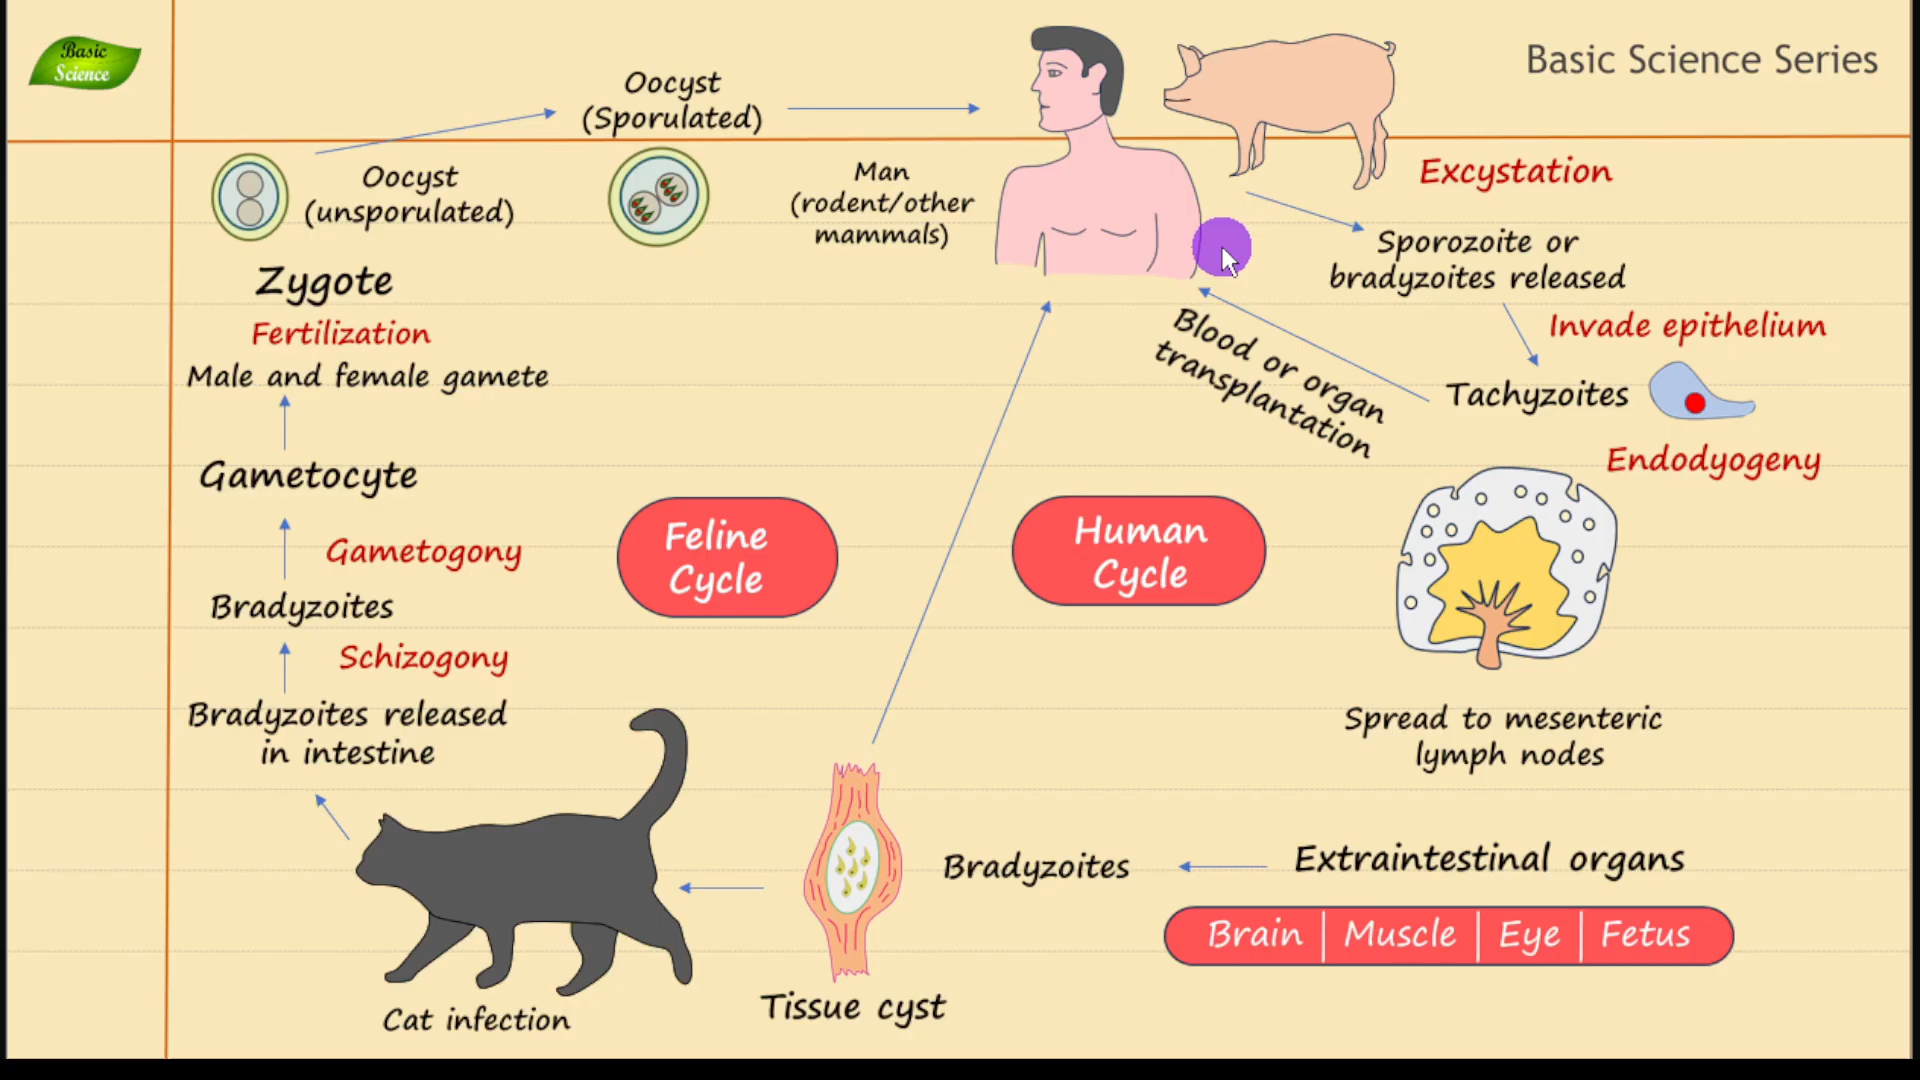 Basic
Science
Basic Science Series
Oocyst
(Sporulated)
Oocyst
(unsporulated)
Man
(rodent/other
mammals)
Excystation
Sporozoite or
bradyzoites released
Zygote
Fertilization
Male and female gamete
Blood or organ
transplantation
Invade epithelium
Tachyzoites
Endodyogeny
Gametocyte
Gametogony
Feline
Cycle
Human
Cycle
Bradyzoites
Schizogony
Bradyzoites released
in intestine
Spread to mesenteric
lymph nodes
Bradyzoites
Extraintestinal organs
Brain
Muscle
Eye
Fetus
Tissue cyst
Cat infection